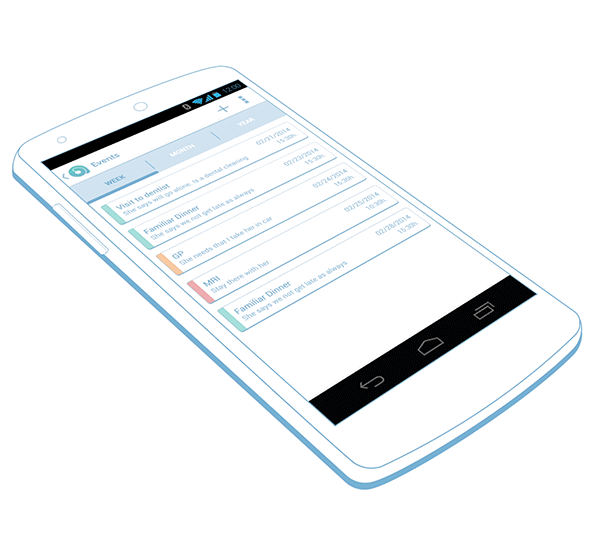 12:00
Events
WEEK
MONTH
YEAR
Visit to dentist 02/21/2014
She says will go alone. Is a dental cleaning 15:30h
Familiar Dinner 02/23/2014
She says we not get late as always 15:30h
GP 02/24/2014
She needs that I take her in car 15:30h
MRI 02/25/2014
Stay there with her 15:30h
Familiar Dinner 02/28/2014
She says we not get late as always 15:30h